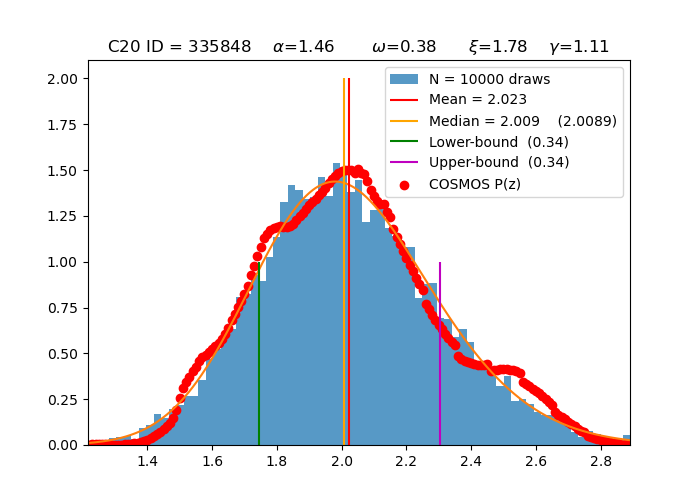 C20 ID = 335848 α=1.46 ω=0.38 ξ=1.78 γ=1.11
2.00
1.75
1.50
1.25
1.00
0.75
0.50
0.25
0.00
N = 10000 draws
Mean = 2.023
Median = 2.009 (2.0089)
Lower-bound (0.34)
Upper-bound (0.34)
COSMOS P(z)
1.4 1.6 1.8 2.0 2.2 2.4 2.6 2.8